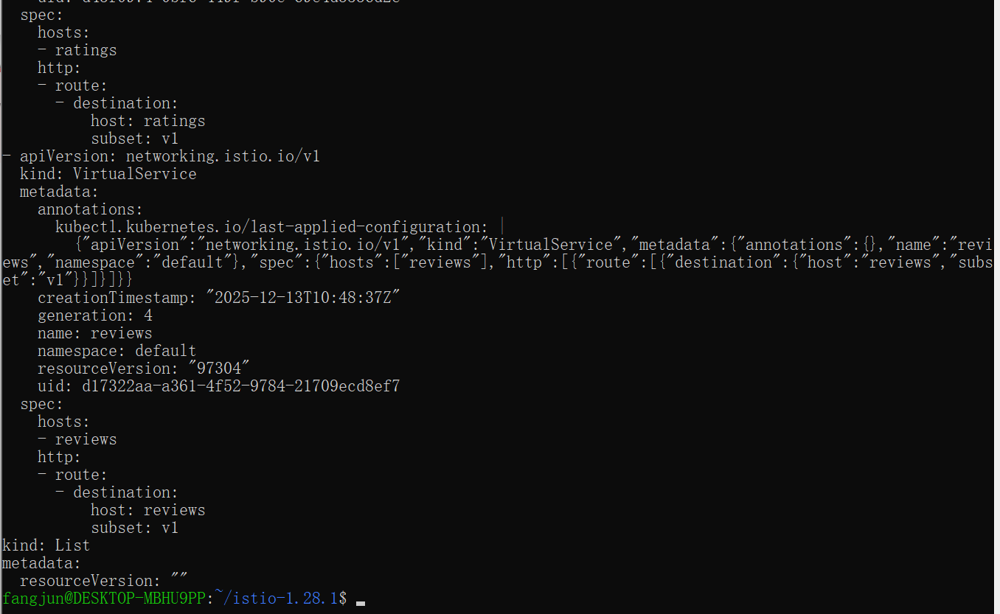 spec:
hosts:
- ratings
http:
- route:
- destination:
host: ratings
subset: v1
- apiVersion: networking.istio.io/v1
kind: VirtualService
metadata:
annotations:
kubectl.kubernetes.io/last-applied-configuration: |
{"apiVersion":"networking.istio.io/v1","kind":"VirtualService","metadata":{"annotations":{},"name":"revi
ews","namespace":"default"},"spec":{"hosts":["reviews"],"http":[{"route":[{"destination":{"host":"reviews","subs
et":"v1"}}]}]}}
creationTimestamp: "2025-12-13T10:48:37Z"
generation: 4
name: reviews
namespace: default
resourceVersion: "97304"
uid: d17322aa-a361-4f52-9784-21709ecd8ef7
spec:
hosts:
- reviews
http:
- route:
- destination:
host: reviews
subset: v1
kind: List
metadata:
resourceVersion: ""
fangjun@DESKTOP-MBHU9PP:~/istio-1.28.1$